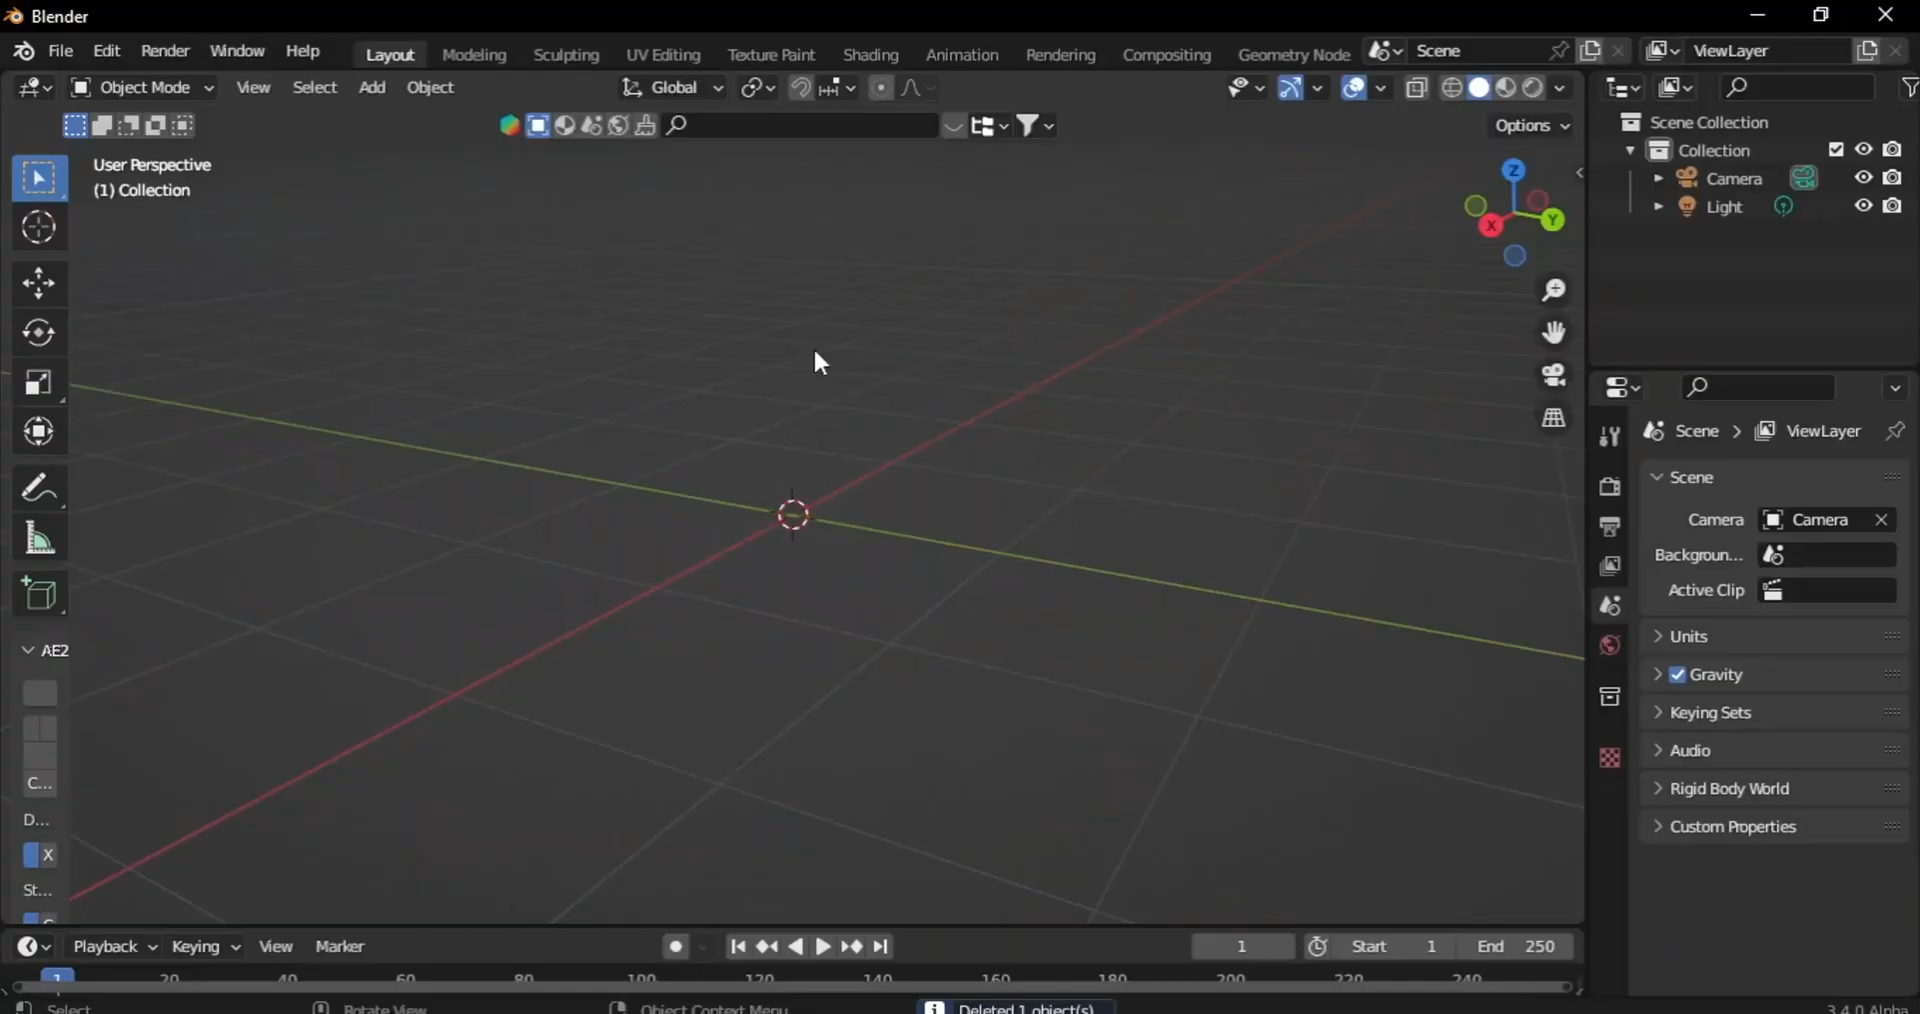 Blender
File Edit Render Window Help Layout Modeling Sculpting UV Editing Texture Paint Shading Animation Rendering Compositing Geometry Node Scene ViewLayer
Object Mode View Select Add Object Global
Options
User Perspective
(1) Collection
Z
Y
X
AE2
C...
D...
X
St...
Scene Collection
Collection
Camera
Light
Scene > ViewLayer
Scene
Camera Camera
Backgroun...
Active Clip
Units
Gravity
Keying Sets
Audio
Rigid Body World
Custom Properties
Playback Keying View Marker 1 Start 1 End 250
1 20 40 60 80 100 120 140 160 180 200 220 240
Select Rotate View Object Context Menu Deleted 1 object(s) 3.4.0 Alpha